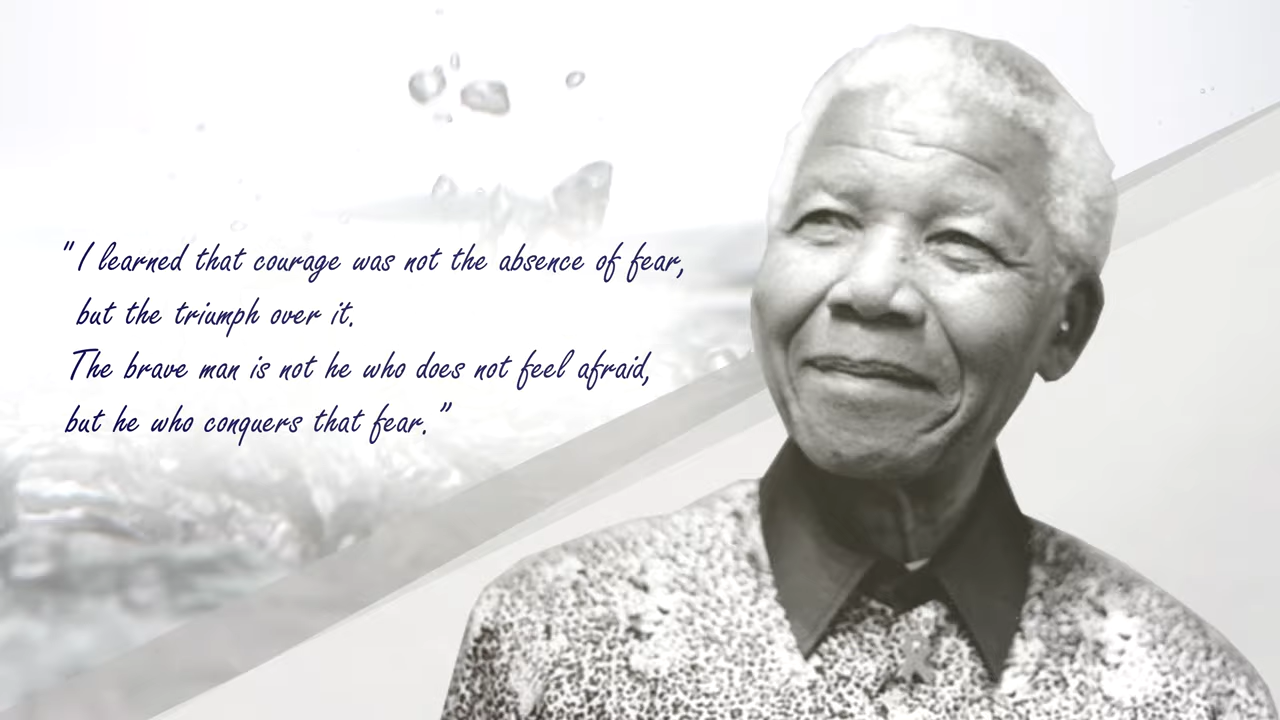 "I learned that courage was not the absence of fear,
but the triumph over it.
The brave man is not he who does not feel afraid,
but he who conquers that fear."